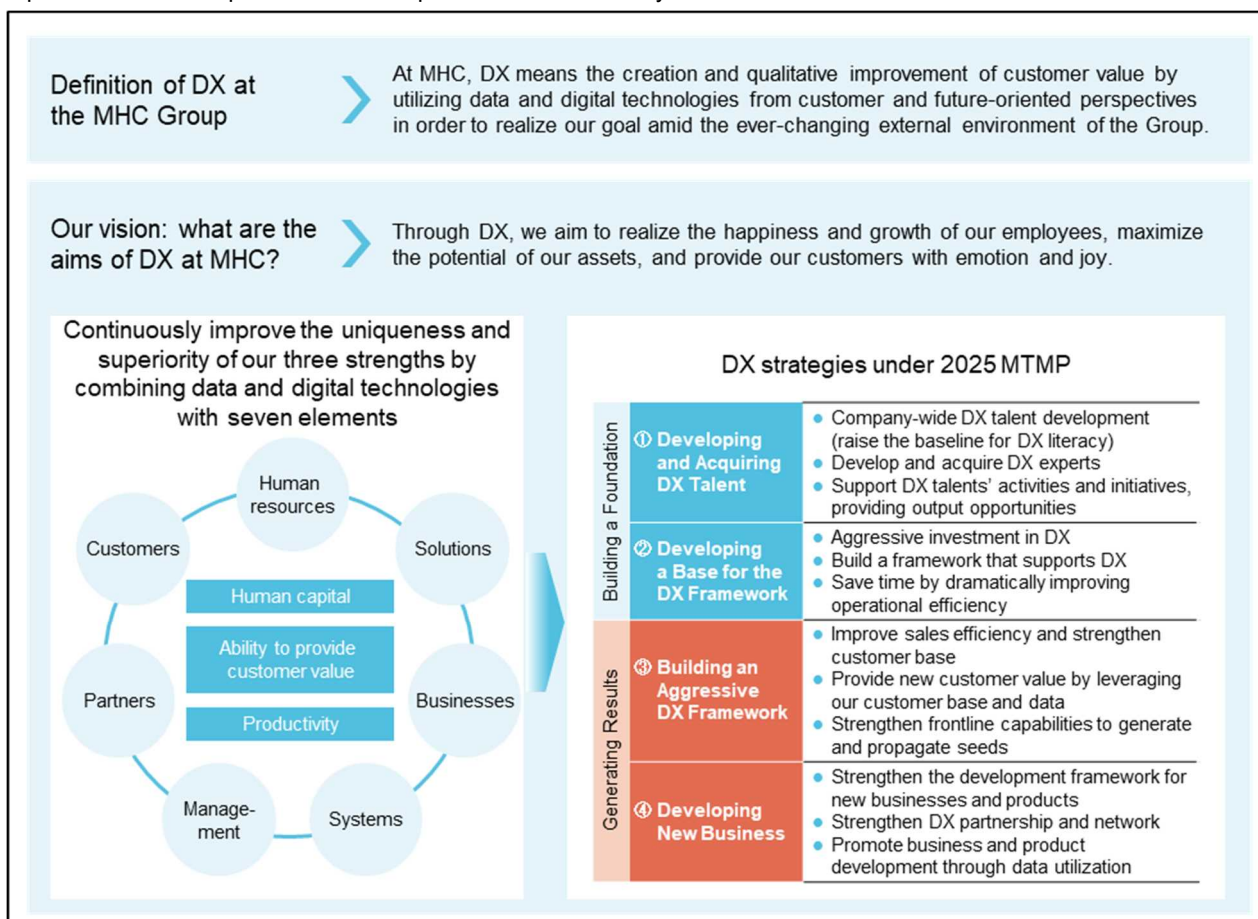 Definition of DX at
the MHC Group
At MHC, DX means the creation and qualitative improvement of customer value by
utilizing data and digital technologies from customer and future-oriented perspectives
in order to realize our goal amid the ever-changing external environment of the Group.
Our vision: what are the
aims of DX at MHC?
Through DX, we aim to realize the happiness and growth of our employees, maximize
the potential of our assets, and provide our customers with emotion and joy.
Continuously improve the uniqueness and
superiority of our three strengths by
combining data and digital technologies
with seven elements
Human
resources
Solutions
Businesses
Systems
Manage-
ment
Partners
Customers
Human capital
Ability to provide
customer value
Productivity
DX strategies under 2025 MTMP
Building a Foundation
① Developing
and Acquiring
DX Talent
● Company-wide DX talent development
(raise the baseline for DX literacy)
● Develop and acquire DX experts
● Support DX talents' activities and initiatives,
providing output opportunities
② Developing
a Base for the
DX Framework
● Aggressive investment in DX
● Build a framework that supports DX
● Save time by dramatically improving
operational efficiency
Generating Results
③ Building an
Aggressive
DX Framework
● Improve sales efficiency and strengthen
customer base
● Provide new customer value by leveraging
our customer base and data
● Strengthen frontline capabilities to generate
and propagate seeds
④ Developing
New Business
● Strengthen the development framework for
new businesses and products
● Strengthen DX partnership and network
● Promote business and product
development through data utilization